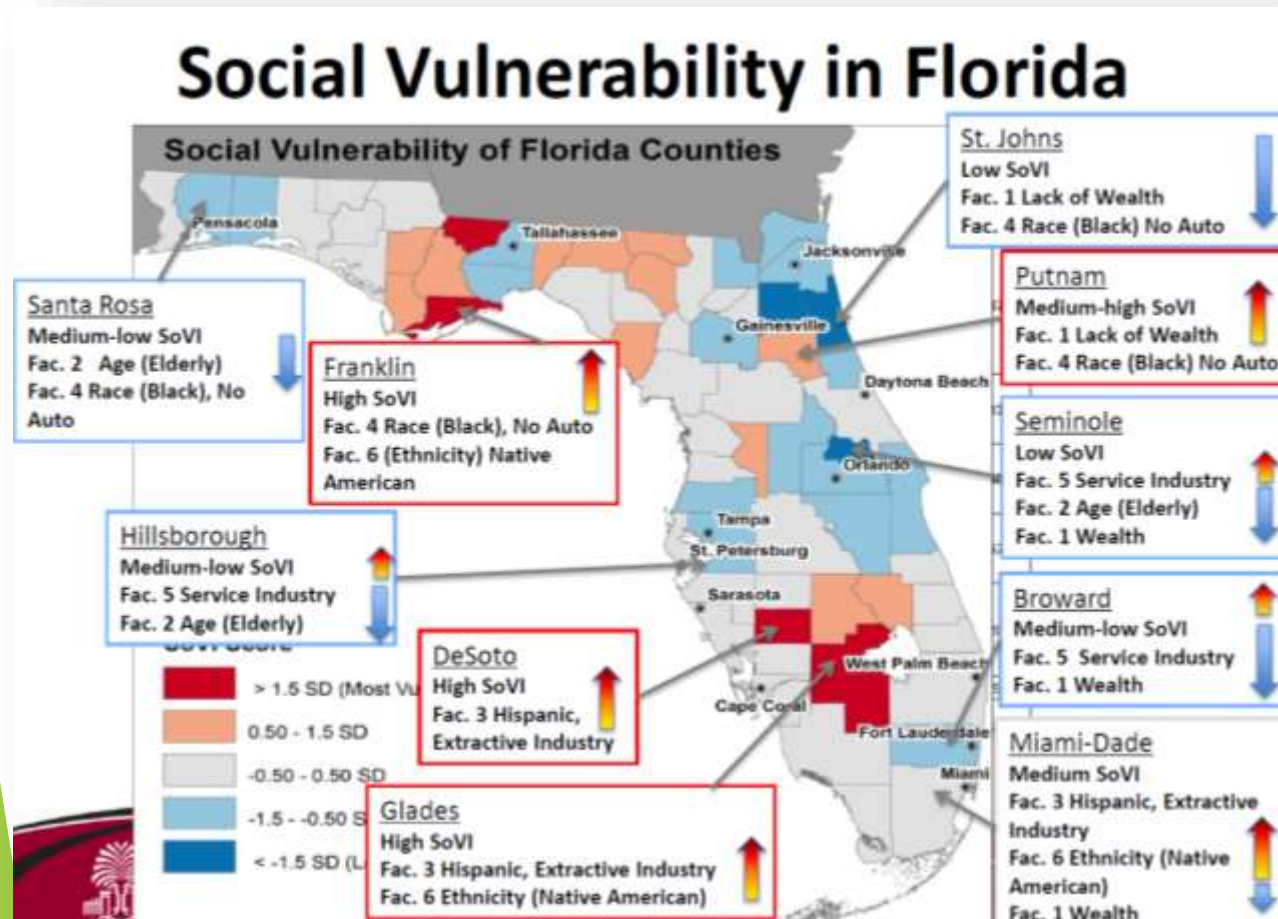 Social Vulnerability in Florida
Social Vulnerability of Florida Counties
Pensacola
Tallahassee
Jacksonville
Gainesville
Daytona Beach
Orlando
Tampa
St. Petersburg
Sarasota
West Palm Beach
Cape Coral
Fort Lauderdale
Miami
St. Johns
Low SoVI
Fac. 1 Lack of Wealth
Fac. 4 Race (Black) No Auto
Putnam
Medium-high SoVI
Fac. 1 Lack of Wealth
Fac. 4 Race (Black) No Auto
Santa Rosa
Medium-low SoVI
Fac. 2 Age (Elderly)
Fac. 4 Race (Black), No
Auto
Franklin
High SoVI
Fac. 4 Race (Black), No Auto
Fac. 6 (Ethnicity) Native
American
Seminole
Low SoVI
Fac. 5 Service Industry
Fac. 2 Age (Elderly)
Fac. 1 Wealth
Hillsborough
Medium-low SoVI
Fac. 5 Service Industry
Fac. 2 Age (Elderly)
Broward
Medium-low SoVI
Fac. 5 Service Industry
Fac. 1 Wealth
DeSoto
High SoVI
Fac. 3 Hispanic,
Extractive Industry
Miami-Dade
Medium SoVI
Fac. 3 Hispanic, Extractive
Industry
Fac. 6 Ethnicity (Native
American)
Fac. 1 Wealth
Glades
High SoVI
Fac. 3 Hispanic, Extractive Industry
Fac. 6 Ethnicity (Native American)
> 1.5 SD (Most Vu
0.50 - 1.5 SD
-0.50 - 0.50 SD
-1.5 - -0.50 S
< -1.5 SD (L